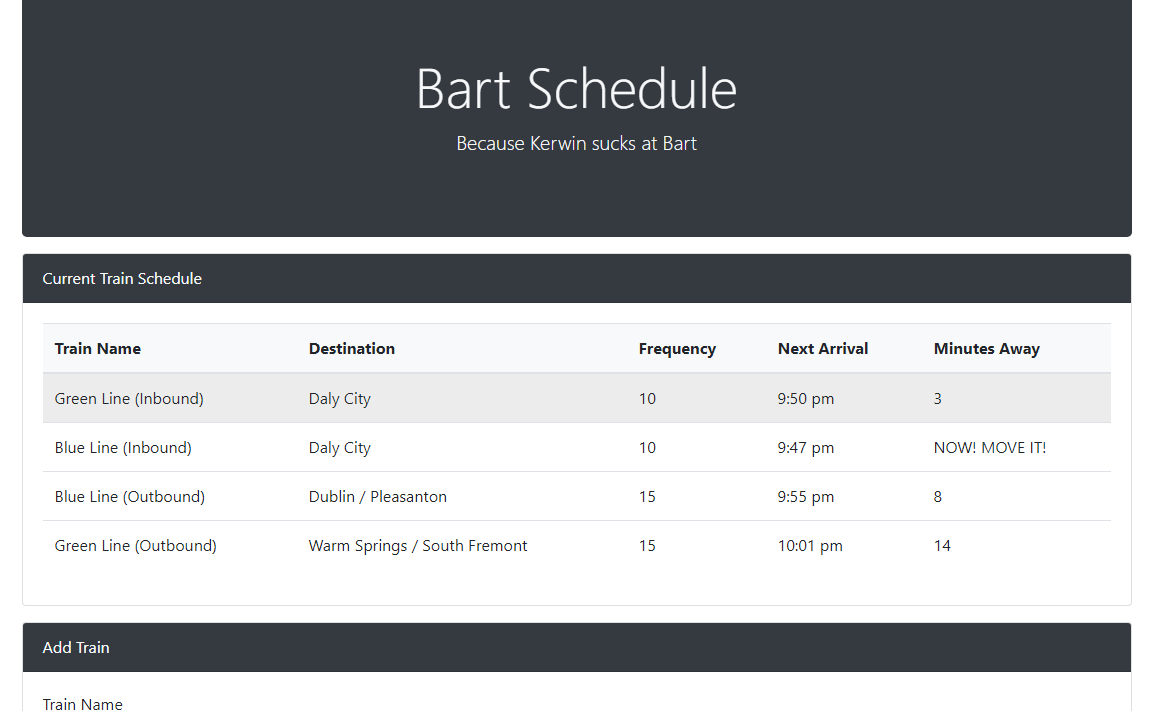 Bart Schedule
Because Kerwin sucks at Bart
Current Train Schedule
Train Name Destination Frequency Next Arrival Minutes Away
Green Line (Inbound) Daly City 10 9:50 pm 3
Blue Line (Inbound) Daly City 10 9:47 pm NOW! MOVE IT!
Blue Line (Outbound) Dublin / Pleasanton 15 9:55 pm 8
Green Line (Outbound) Warm Springs / South Fremont 15 10:01 pm 14
Add Train
Train Name